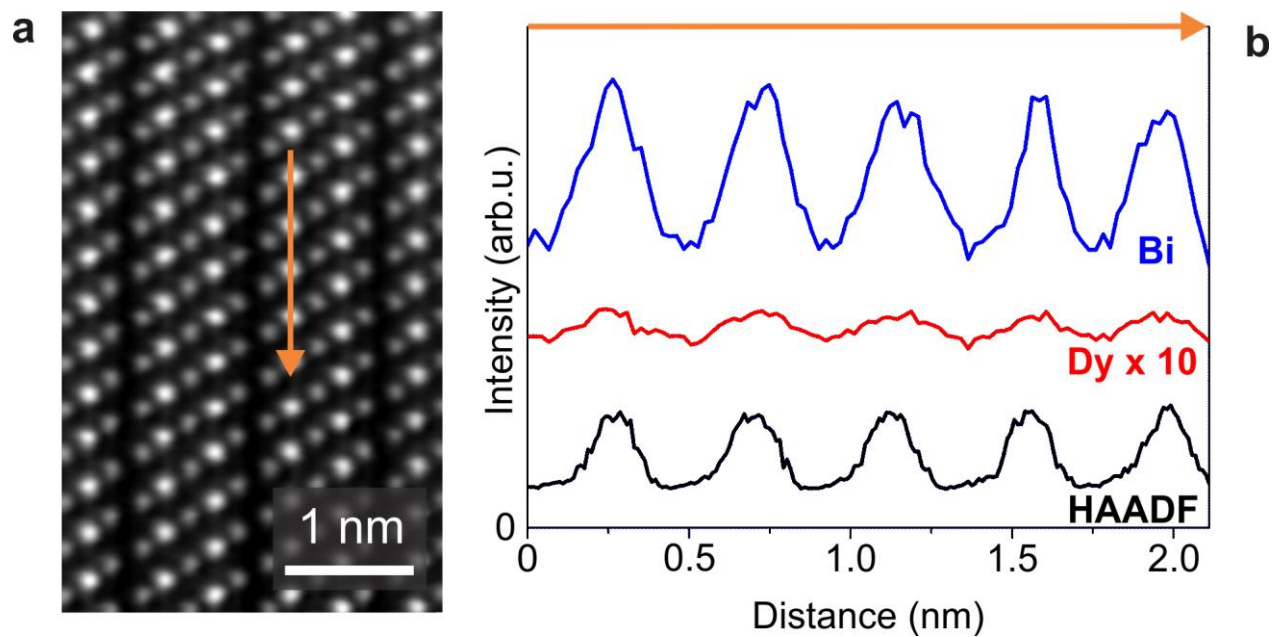 a
1 nm
b
Intensity (arb.u.)
Bi
Dy x 10
HAADF
0
0 0.5 1.0 1.5 2.0
Distance (nm)